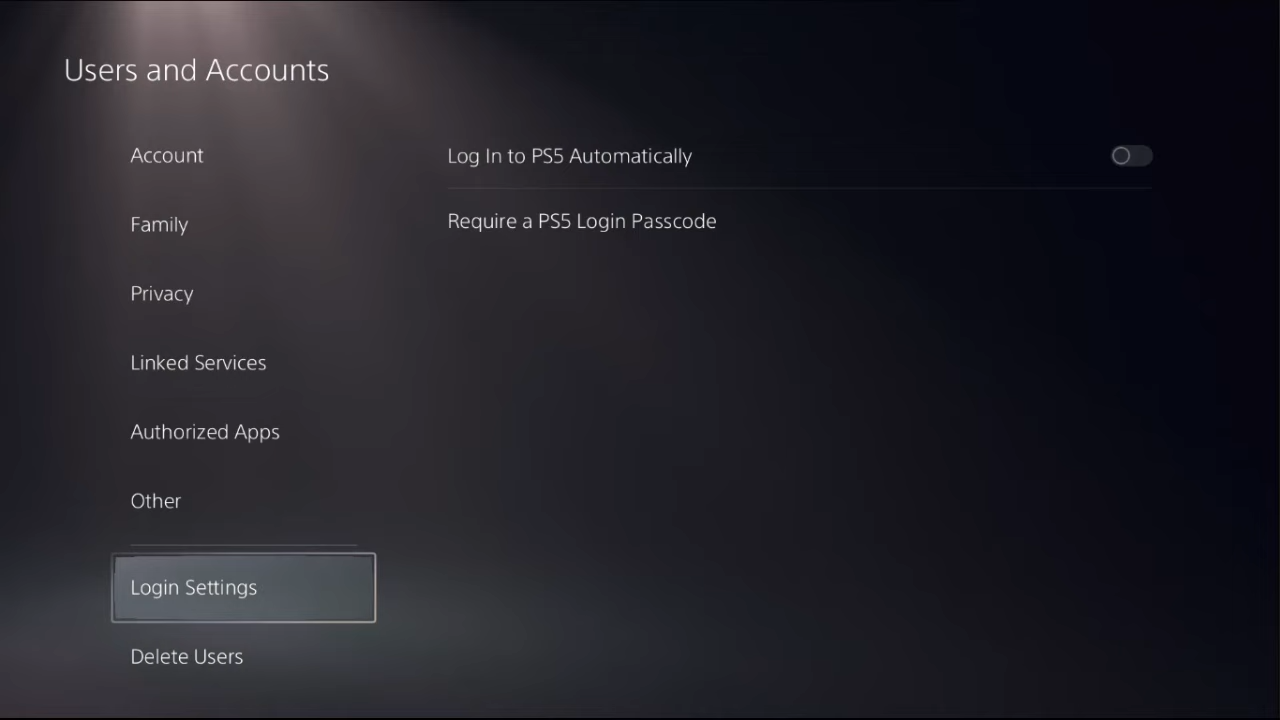 Users and Accounts
Account
Family
Privacy
Linked Services
Authorized Apps
Other
Login Settings
Delete Users
Log In to PS5 Automatically
Require a PS5 Login Passcode